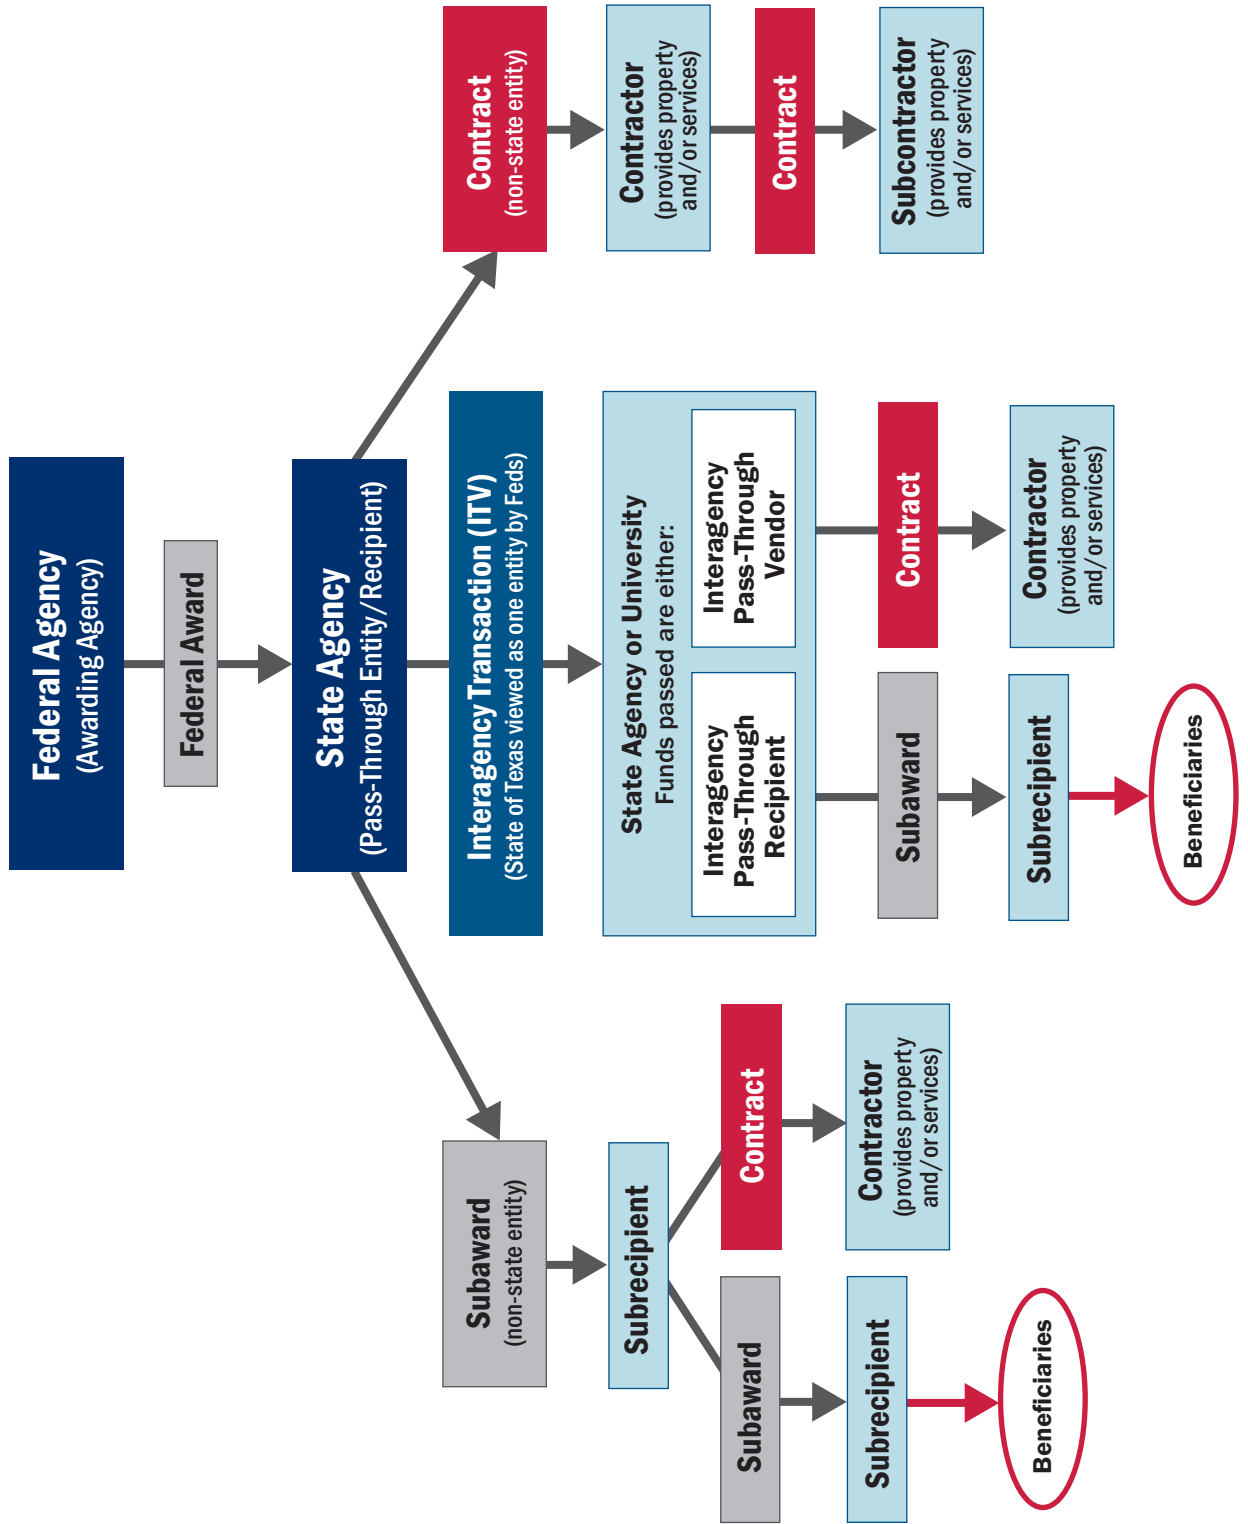 Federal Agency
(Awarding Agency)
Federal Award
State Agency
(Pass-Through Entity/Recipient)
Subaward
(non-state entity)
Subrecipient
Subaward
Subrecipient
Beneficiaries
Contract
Contractor
(provides property
and/or services)
Interagency Transaction (ITV)
(State of Texas viewed as one entity by Feds)
State Agency or University
Funds passed are either:
Interagency
Pass-Through
Recipient
Interagency
Pass-Through
Vendor
Subaward
Subrecipient
Beneficiaries
Contract
Contractor
(provides property
and/or services)
Contract
(non-state entity)
Contractor
(provides property
and/or services)
Contract
Subcontractor
(provides property
and/or services)